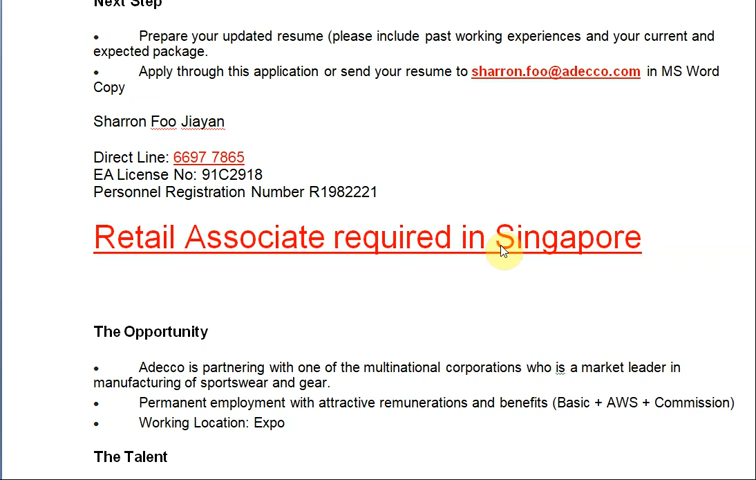 Next Step
• Prepare your updated resume (please include past working experiences and your current and
expected package.
• Apply through this application or send your resume to sharron.foo@adecco.com in MS Word
Copy
Sharron Foo Jiayan
Direct Line: 6697 7865
EA License No: 91C2918
Personnel Registration Number R1982221
Retail Associate required in Singapore
The Opportunity
• Adecco is partnering with one of the multinational corporations who is a market leader in
manufacturing of sportswear and gear.
• Permanent employment with attractive remunerations and benefits (Basic + AWS + Commission)
• Working Location: Expo
The Talent